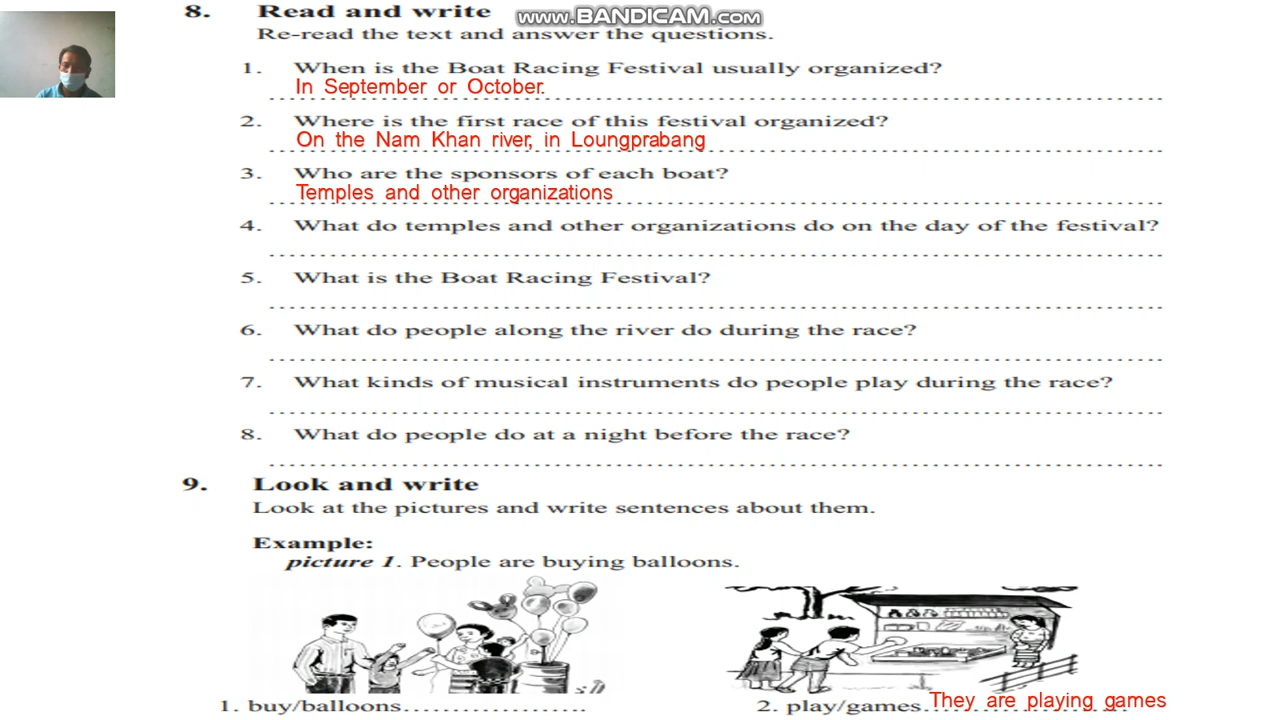 8. Read and write
www.BANDICAM.com
Re-read the text and answer the questions.
1. When is the Boat Racing Festival usually organized?
In September or October.
2. Where is the first race of this festival organized?
On the Nam Khan river, in Loungprabang
3. Who are the sponsors of each boat?
Temples and other organizations
4. What do temples and other organizations do on the day of the festival?
5. What is the Boat Racing Festival?
6. What do people along the river do during the race?
7. What kinds of musical instruments do people play during the race?
8. What do people do at a night before the race?
9. Look and write
Look at the pictures and write sentences about them.
Example:
picture 1. People are buying balloons.
1. buy/balloons...................
2. play/games They are playing games